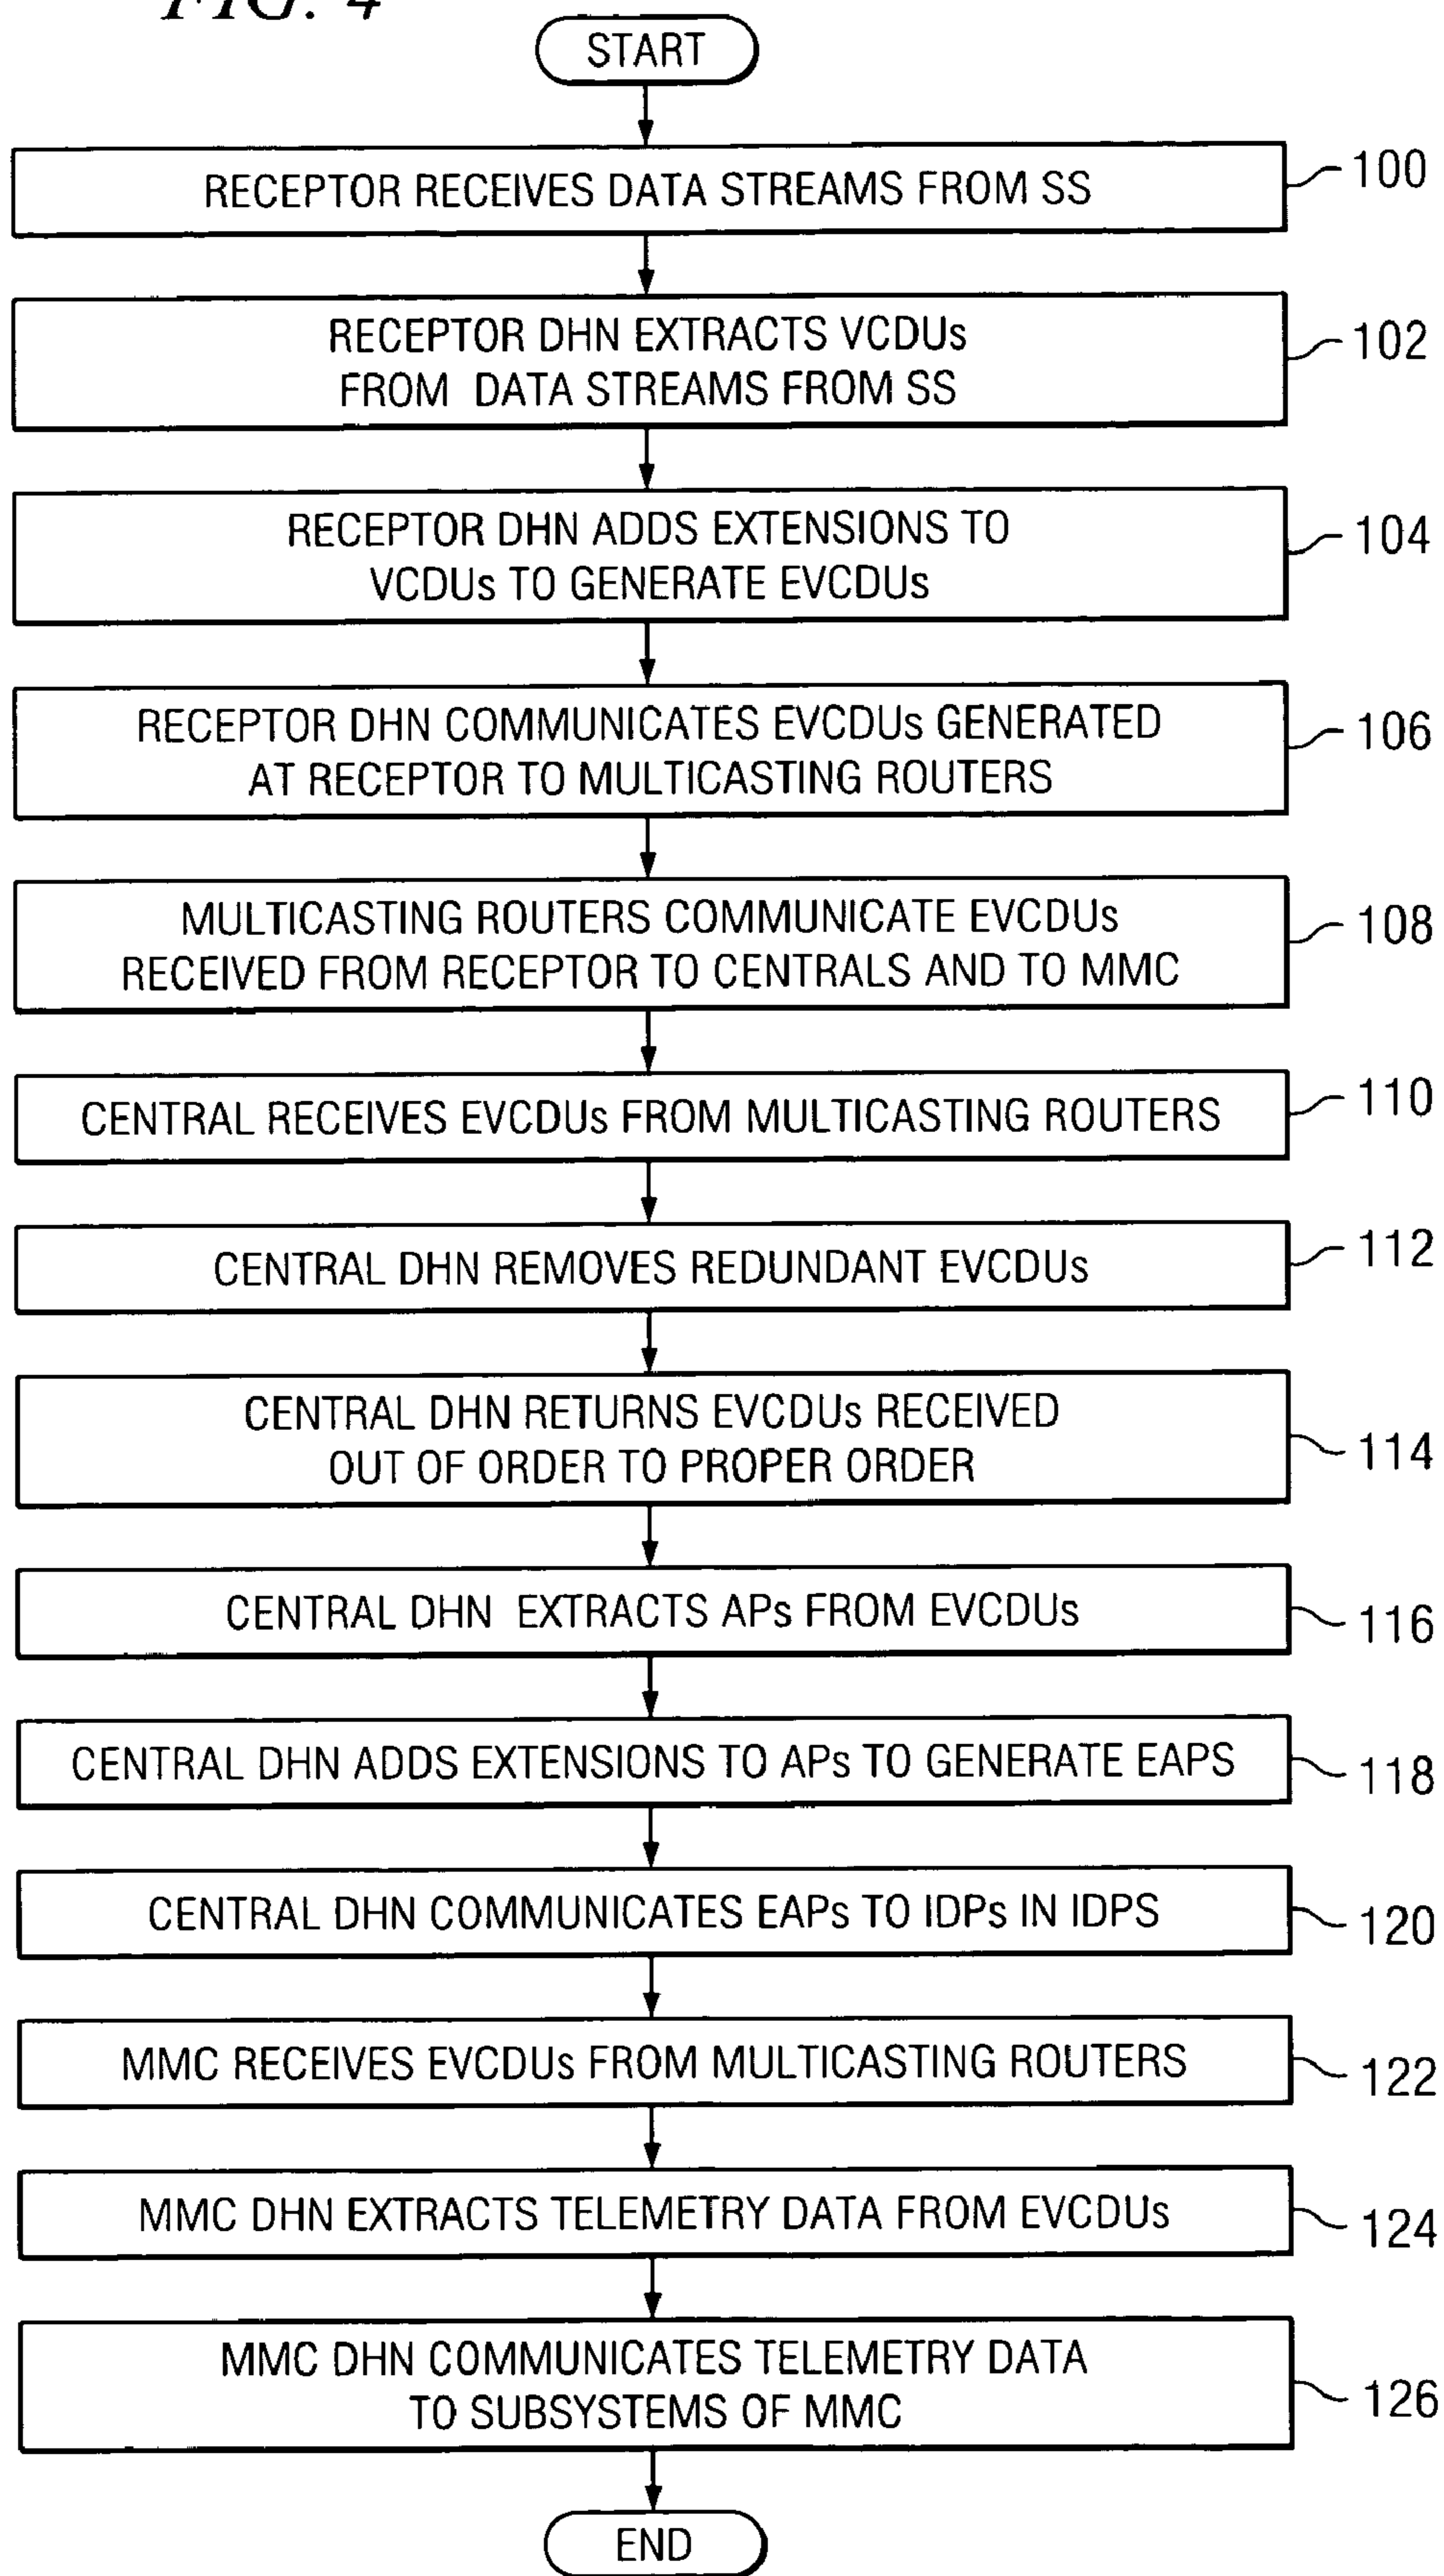 FIG. 4
START
RECEPTOR RECEIVES DATA STREAMS FROM SS
100
RECEPTOR DHN EXTRACTS VCDUs
FROM DATA STREAMS FROM SS
102
RECEPTOR DHN ADDS EXTENSIONS TO
VCDUs TO GENERATE EVCDUs
104
RECEPTOR DHN COMMUNICATES EVCDUs GENERATED
AT RECEPTOR TO MULTICASTING ROUTERS
106
MULTICASTING ROUTERS COMMUNICATE EVCDUs
RECEIVED FROM RECEPTOR TO CENTRALS AND TO MMC
108
CENTRAL RECEIVES EVCDUs FROM MULTICASTING ROUTERS
110
CENTRAL DHN REMOVES REDUNDANT EVCDUs
112
CENTRAL DHN RETURNS EVCDUs RECEIVED
OUT OF ORDER TO PROPER ORDER
114
CENTRAL DHN EXTRACTS APs FROM EVCDUs
116
CENTRAL DHN ADDS EXTENSIONS TO APs TO GENERATE EAPS
118
CENTRAL DHN COMMUNICATES EAPs TO IDPs IN IDPS
120
MMC RECEIVES EVCDUs FROM MULTICASTING ROUTERS
122
MMC DHN EXTRACTS TELEMETRY DATA FROM EVCDUs
124
MMC DHN COMMUNICATES TELEMETRY DATA
TO SUBSYSTEMS OF MMC
126
END